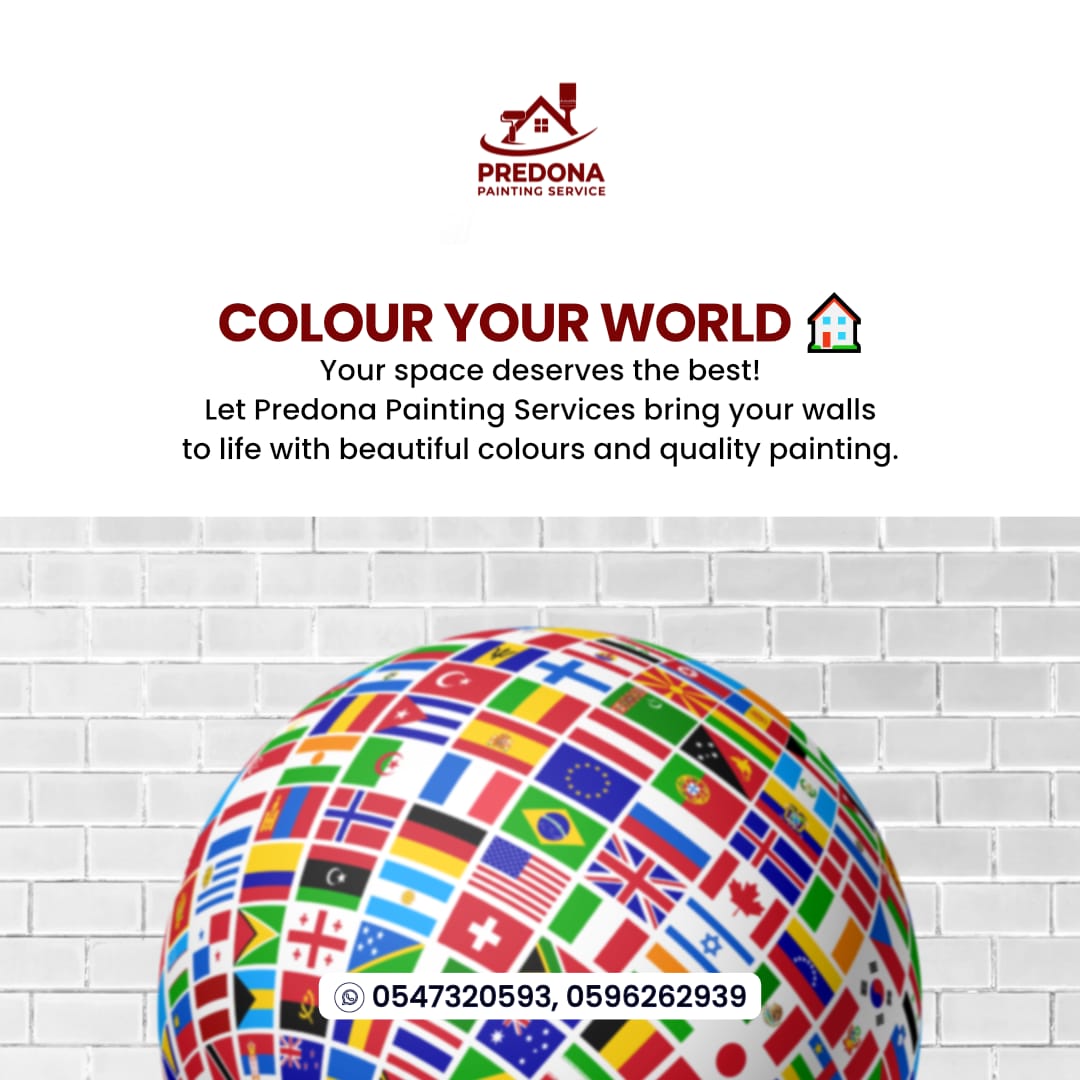 PREDONA
PAINTING SERVICE
COLOUR YOUR WORLD
Your space deserves the best!
Let Predona Painting Services bring your walls
to life with beautiful colours and quality painting.
0547320593, 0596262939